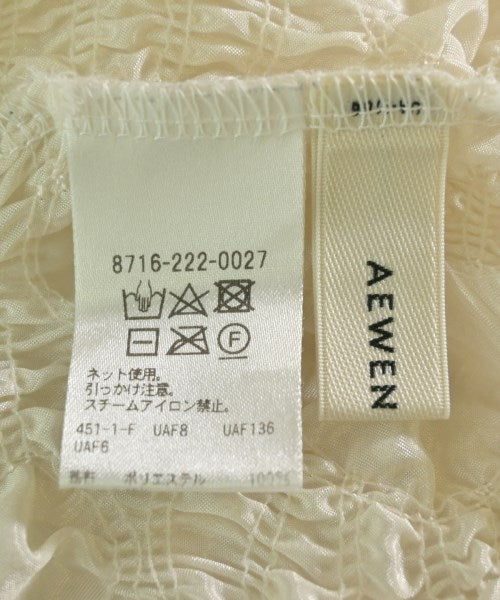 8716-222-0027
ネット使用。
引っかけ注意。
スチームアイロン禁止。
451-1-F UAF8 UAF136
UAF6
ポリエステル 100%
AEWEN
F